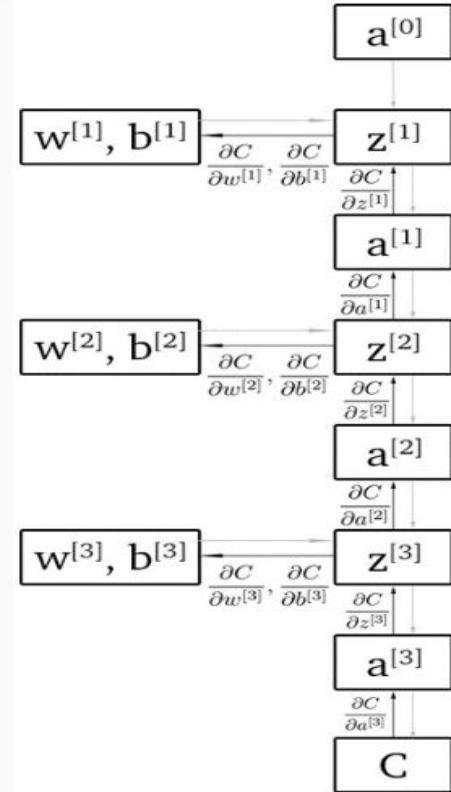 a^[0]
w^[1], b^[1]
z^[1]
∂C/∂w^[1], ∂C/∂b^[1]
∂C/∂z^[1]
a^[1]
∂C/∂a^[1]
w^[2], b^[2]
z^[2]
∂C/∂w^[2], ∂C/∂b^[2]
∂C/∂z^[2]
a^[2]
∂C/∂a^[2]
w^[3], b^[3]
z^[3]
∂C/∂w^[3], ∂C/∂b^[3]
∂C/∂z^[3]
a^[3]
∂C/∂a^[3]
C